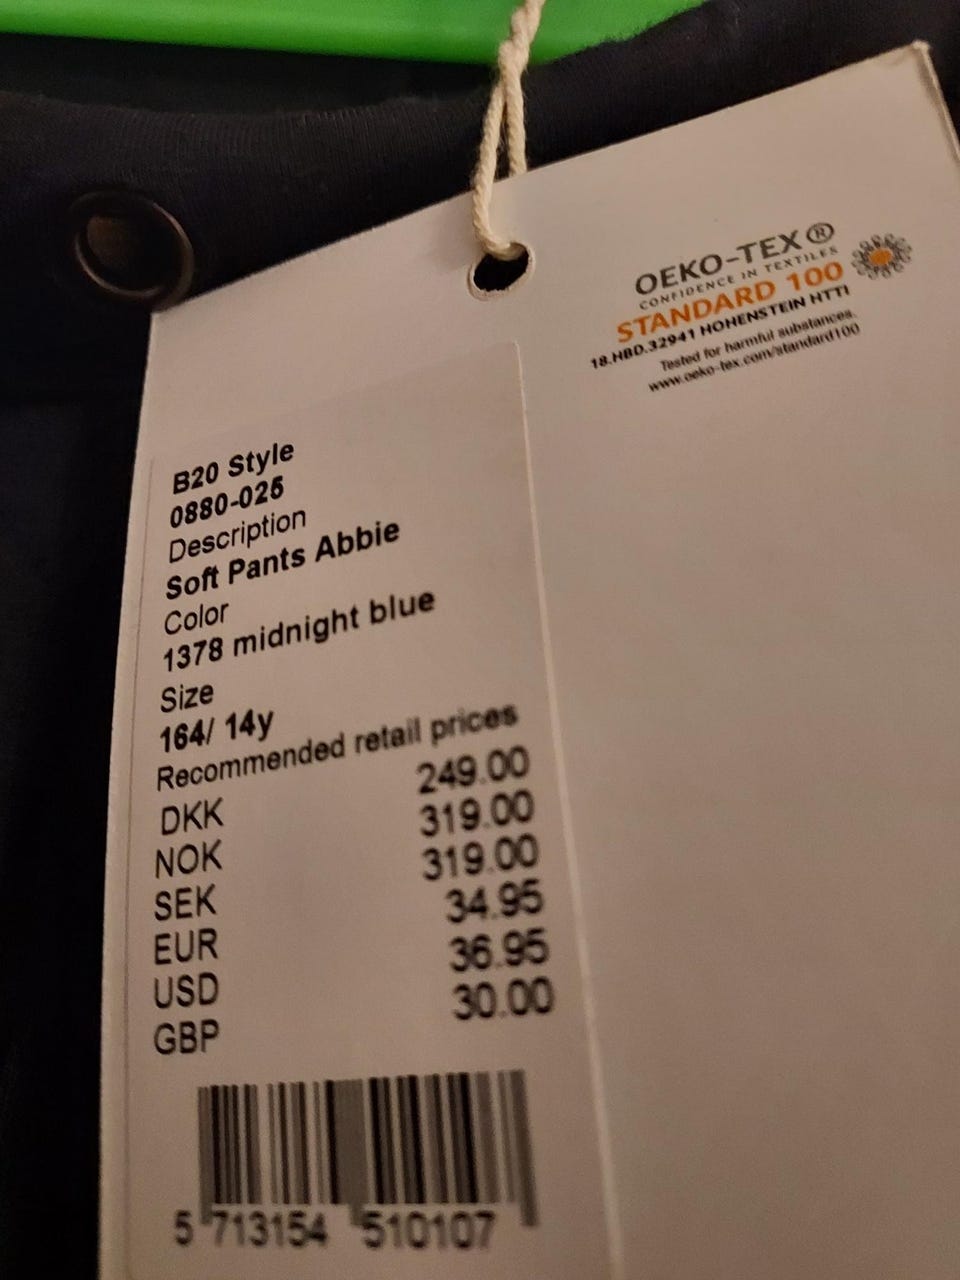 OEKO-TEX®
CONFIDENCE IN TEXTILES
STANDARD 100
18.HBD.32941 HOHENSTEIN HTTI
Tested for harmful substances.
www.oeko-tex.com/standard100
B20 Style
0880-025
Description
Soft Pants Abbie
Color
1378 midnight blue
Size
164/ 14y
Recommended retail prices
DKK 249.00
NOK 319.00
SEK 319.00
EUR 34.95
USD 36.95
GBP 30.00
5 713154 510107